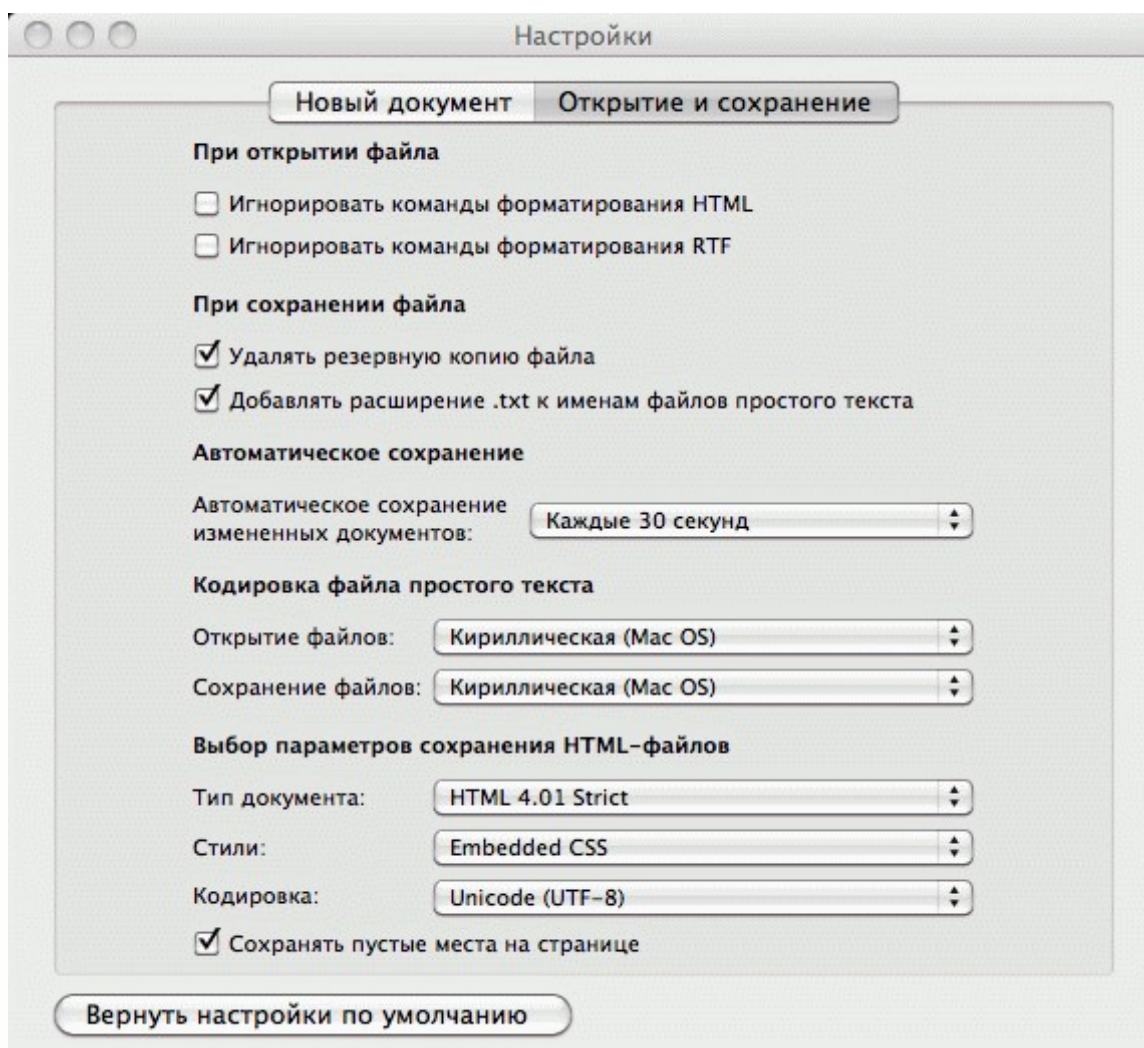 Настройки
Новый документ Открытие и сохранение
При открытии файла
Игнорировать команды форматирования HTML
Игнорировать команды форматирования RTF
При сохранении файла
Удалять резервную копию файла
Добавлять расширение .txt к именам файлов простого текста
Автоматическое сохранение
Автоматическое сохранение
измененных документов: Каждые 30 секунд
Кодировка файла простого текста
Открытие файлов: Кириллическая (Mac OS)
Сохранение файлов: Кириллическая (Mac OS)
Выбор параметров сохранения HTML-файлов
Тип документа: HTML 4.01 Strict
Стили: Embedded CSS
Кодировка: Unicode (UTF-8)
Сохранять пустые места на странице
Вернуть настройки по умолчанию